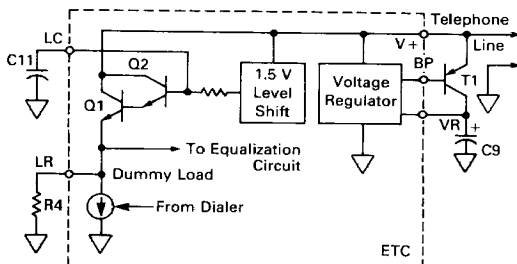 Telephone
Line
LC
V+
C11
Q2
BP
T1
Q1
1.5 V
Level
Shift
Voltage
Regulator
VR
+
C9
To Equalization
Circuit
LR
Dummy Load
R4
From Dialer
ETC